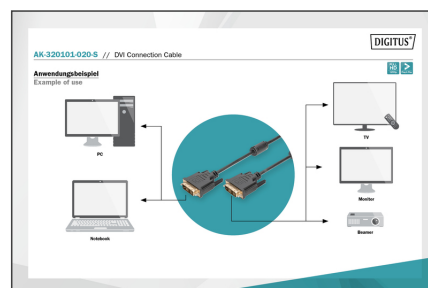 DIGITUS®
AK-320101-020-S // DVI Connection Cable
Anwendungsbeispiel
Example of use
PC
Notebook
TV
Monitor
Beamer